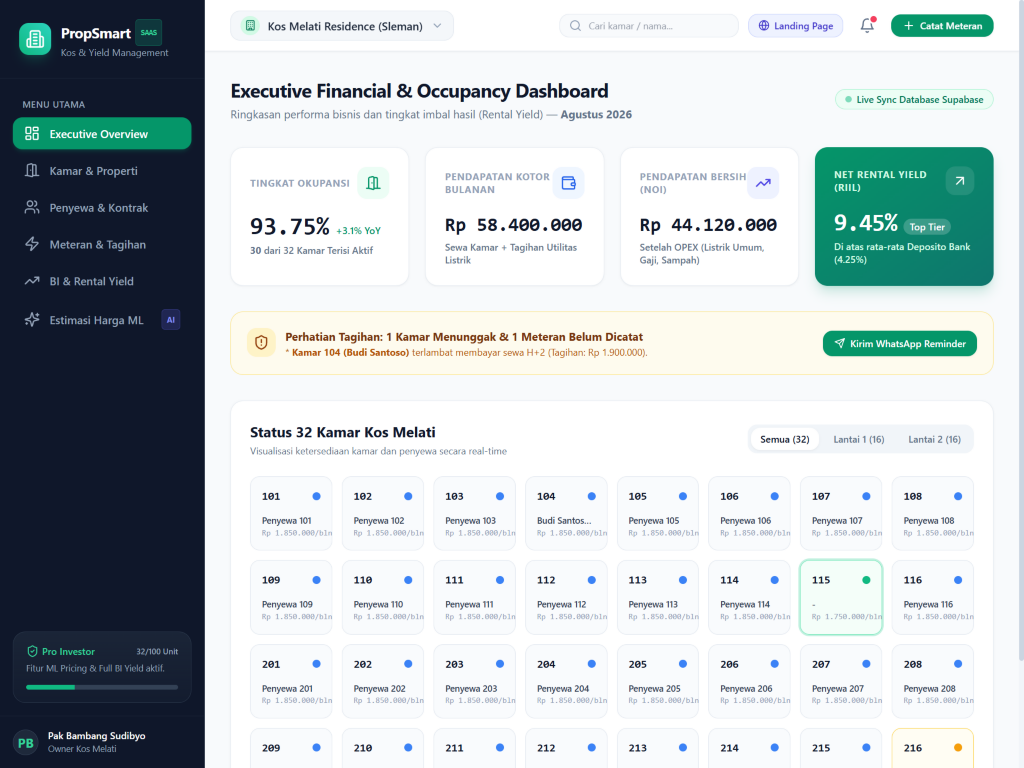 PropSmart SAAS
Kos & Yield Management
MENU UTAMA
Executive Overview
Kamar & Properti
Penyewa & Kontrak
Meteran & Tagihan
BI & Rental Yield
Estimasi Harga ML AI
Pro Investor 32/100 Unit
Fitur ML Pricing & Full BI Yield aktif.
PB
Pak Bambang Sudibyo
Owner Kos Melati
Kos Melati Residence (Sleman)
Cari kamar / nama...
Landing Page
Catat Meteran
Executive Financial & Occupancy Dashboard
Ringkasan performa bisnis dan tingkat imbal hasil (Rental Yield) — Agustus 2026
Live Sync Database Supabase
TINGKAT OKUPANSI
93.75% +3.1% YoY
30 dari 32 Kamar Terisi Aktif
PENDAPATAN KOTOR
BULANAN
Rp 58.400.000
Sewa Kamar + Tagihan Utilitas
Listrik
PENDAPATAN BERSIH
(NOI)
Rp 44.120.000
Setelah OPEX (Listrik Umum,
Gaji, Sampah)
NET RENTAL YIELD
(RIIL)
9.45% Top Tier
Di atas rata-rata Deposito Bank
(4.25%)
Perhatian Tagihan: 1 Kamar Menunggak & 1 Meteran Belum Dicatat
* Kamar 104 (Budi Santoso) terlambat membayar sewa H+2 (Tagihan: Rp 1.900.000).
Kirim WhatsApp Reminder
Status 32 Kamar Kos Melati
Visualisasi ketersediaan kamar dan penyewa secara real-time
Semua (32) Lantai 1 (16) Lantai 2 (16)
101 102 103 104 105 106 107 108
Penyewa 101 Penyewa 102 Penyewa 103 Budi Santos... Penyewa 105 Penyewa 106 Penyewa 107 Penyewa 108
Rp 1.850.000/bln Rp 1.850.000/bln Rp 1.850.000/bln Rp 1.850.000/bln Rp 1.850.000/bln Rp 1.850.000/bln Rp 1.850.000/bln Rp 1.850.000/bln
109 110 111 112 113 114 115 116
Penyewa 109 Penyewa 110 Penyewa 111 Penyewa 112 Penyewa 113 Penyewa 114 - Penyewa 116
Rp 1.850.000/bln Rp 1.850.000/bln Rp 1.850.000/bln Rp 1.850.000/bln Rp 1.850.000/bln Rp 1.850.000/bln Rp 1.750.000/bln Rp 1.850.000/bln
201 202 203 204 205 206 207 208
Penyewa 201 Penyewa 202 Penyewa 203 Penyewa 204 Penyewa 205 Penyewa 206 Penyewa 207 Penyewa 208
Rp 1.850.000/bln Rp 1.850.000/bln Rp 1.850.000/bln Rp 1.850.000/bln Rp 1.850.000/bln Rp 1.850.000/bln Rp 1.850.000/bln Rp 1.850.000/bln
209 210 211 212 213 214 215 216